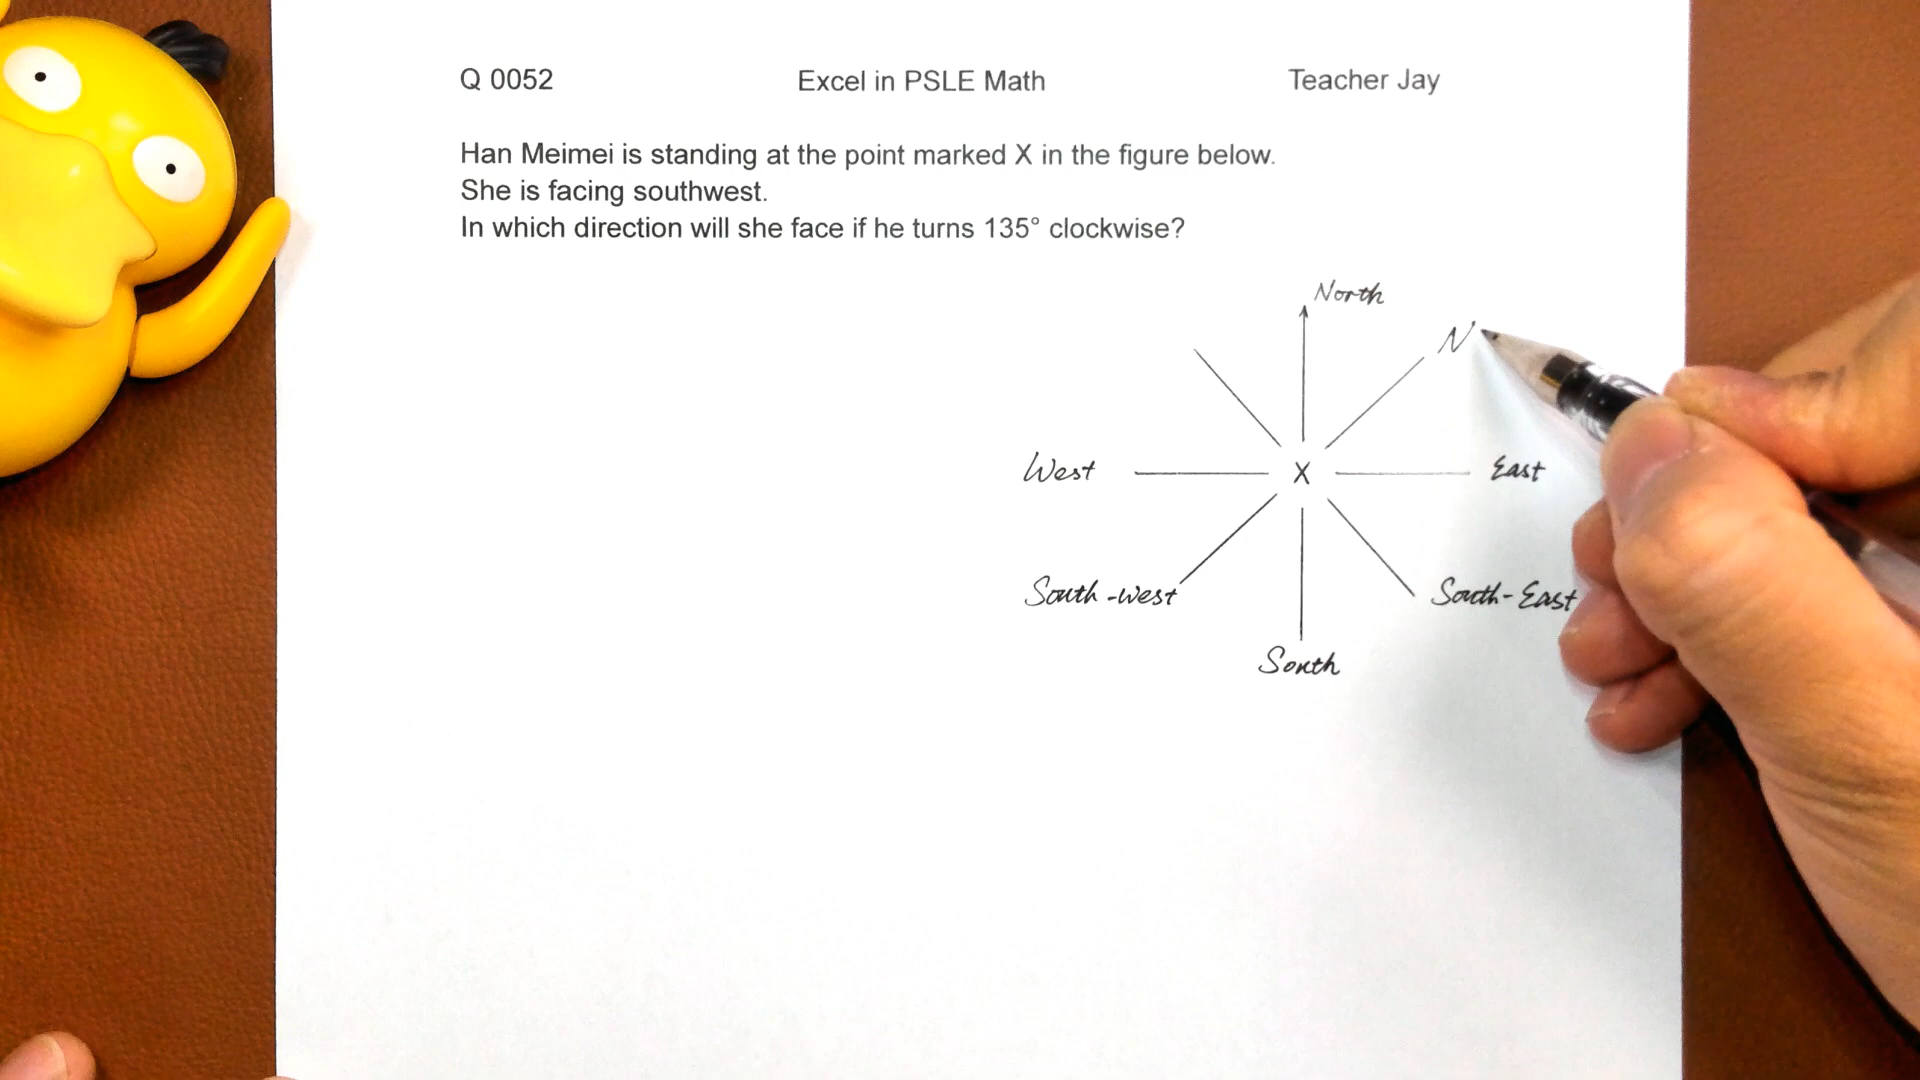 Q 0052 Excel in PSLE Math Teacher Jay
Han Meimei is standing at the point marked X in the figure below.
She is facing southwest.
In which direction will she face if he turns 135° clockwise?
North
N
West X East
South-west South-East
South